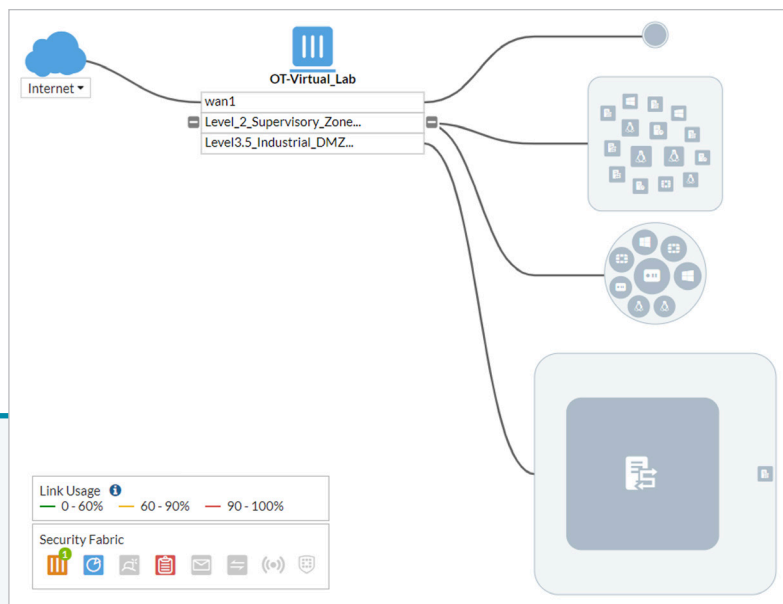 Internet
OT-Virtual_Lab
wan1
Level_2_Supervisory_Zone...
Level3.5_Industrial_DMZ...
Link Usage
0 - 60%
60 - 90%
90 - 100%
Security Fabric
1